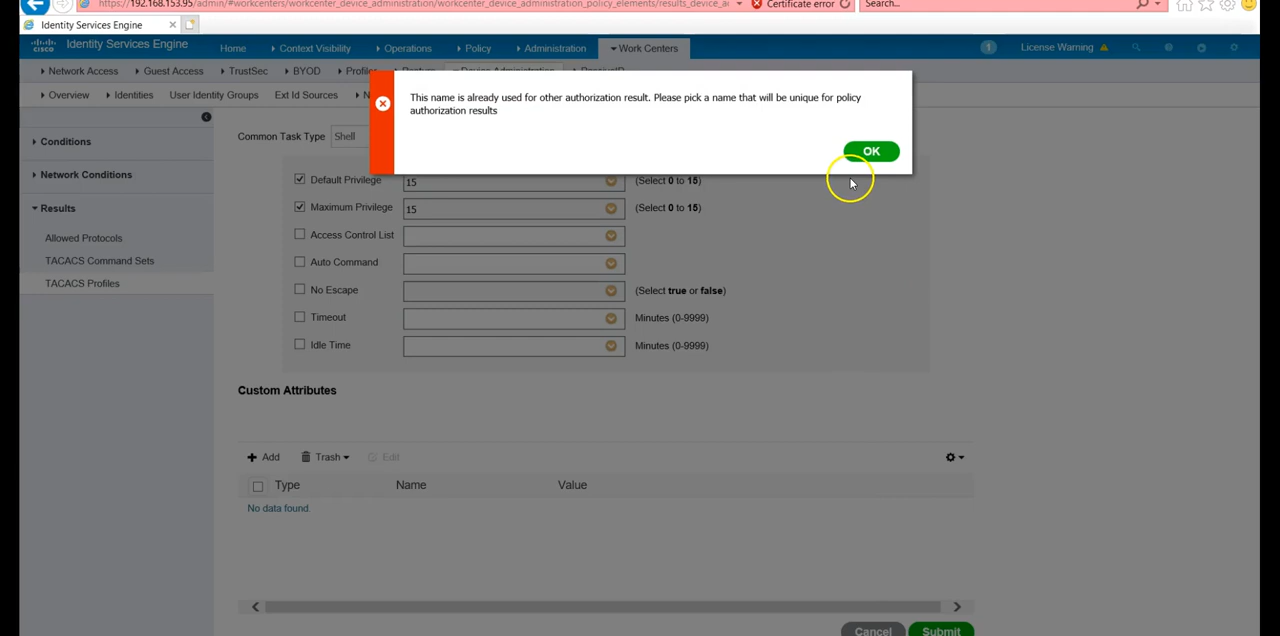 https://192.168.153.95/admin/#workcenters/workcenter_device_administration/workcenter_device_administration_policy_elements/results_device_a Certificate error Search...
Identity Services Engine
cisco Identity Services Engine Home Context Visibility Operations Policy Administration Work Centers 1 License Warning
Network Access Guest Access TrustSec BYOD Profiler Posture Device Administration PassiveID
Overview Identities User Identity Groups Ext Id Sources N
This name is already used for other authorization result. Please pick a name that will be unique for policy
authorization results
OK
Conditions
Network Conditions
Results
Allowed Protocols
TACACS Command Sets
TACACS Profiles
Common Task Type Shell
Default Privilege 15 (Select 0 to 15)
Maximum Privilege 15 (Select 0 to 15)
Access Control List
Auto Command
No Escape (Select true or false)
Timeout Minutes (0-9999)
Idle Time Minutes (0-9999)
Custom Attributes
Add Trash Edit
Type Name Value
No data found
Cancel Submit